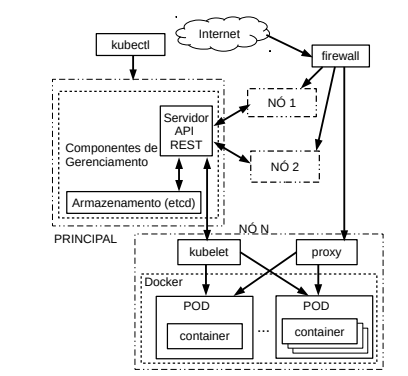 Internet
kubectl
firewall
NÓ 1
Servidor
API
REST
Componentes de
Gerenciamento
NÓ 2
Armazenamento (etcd)
PRINCIPAL
NÓ N
kubelet
proxy
Docker
POD
POD
container
...
container